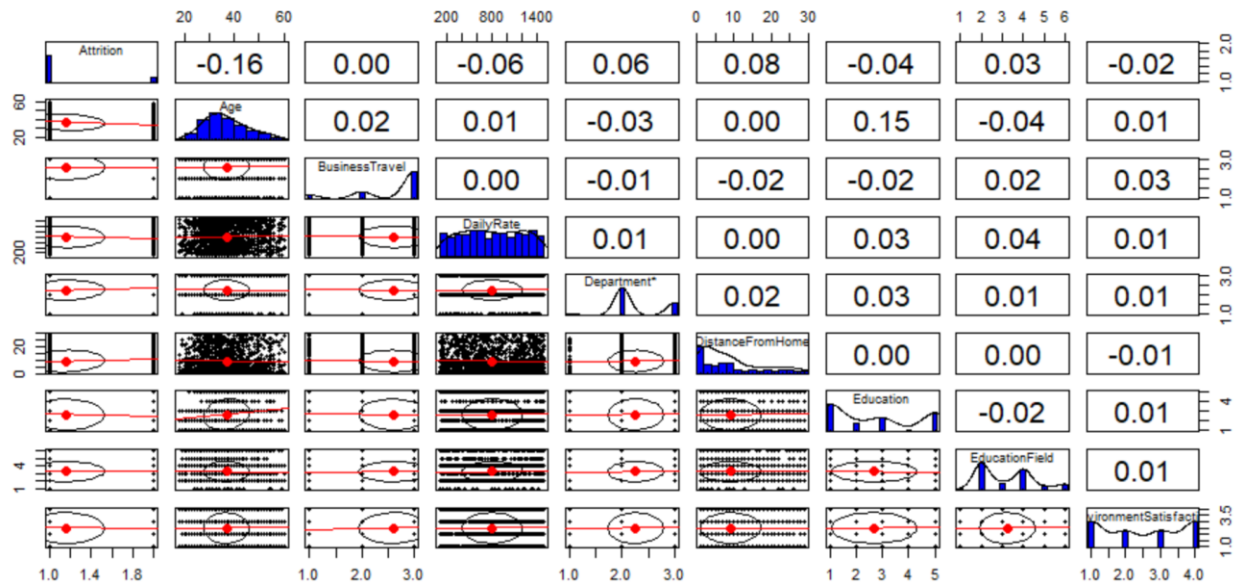 20 40 60 200 800 1400 0 10 20 30 1 2 3 4 5 6
Attrition -0.16 0.00 -0.06 0.06 0.08 -0.04 0.03 -0.02 1.0 2.0
20 60 Age 0.02 0.01 -0.03 0.00 0.15 -0.04 0.01
BusinessTravel 0.00 -0.01 -0.02 -0.02 0.02 0.03 1.0 3.0
200 DailyRate 0.01 0.00 0.03 0.04 0.01
Department* 0.02 0.03 0.01 0.01 1.0 3.0
0 20 DistanceFromHome 0.00 0.00 -0.01
Education -0.02 0.01 1 4
1 4 EducationField 0.01
vironmentSatisfacti 1.0 3.5
1.0 1.4 1.8 1.0 2.0 3.0 1.0 2.0 3.0 1 2 3 4 5 1.0 2.0 3.0 4.0